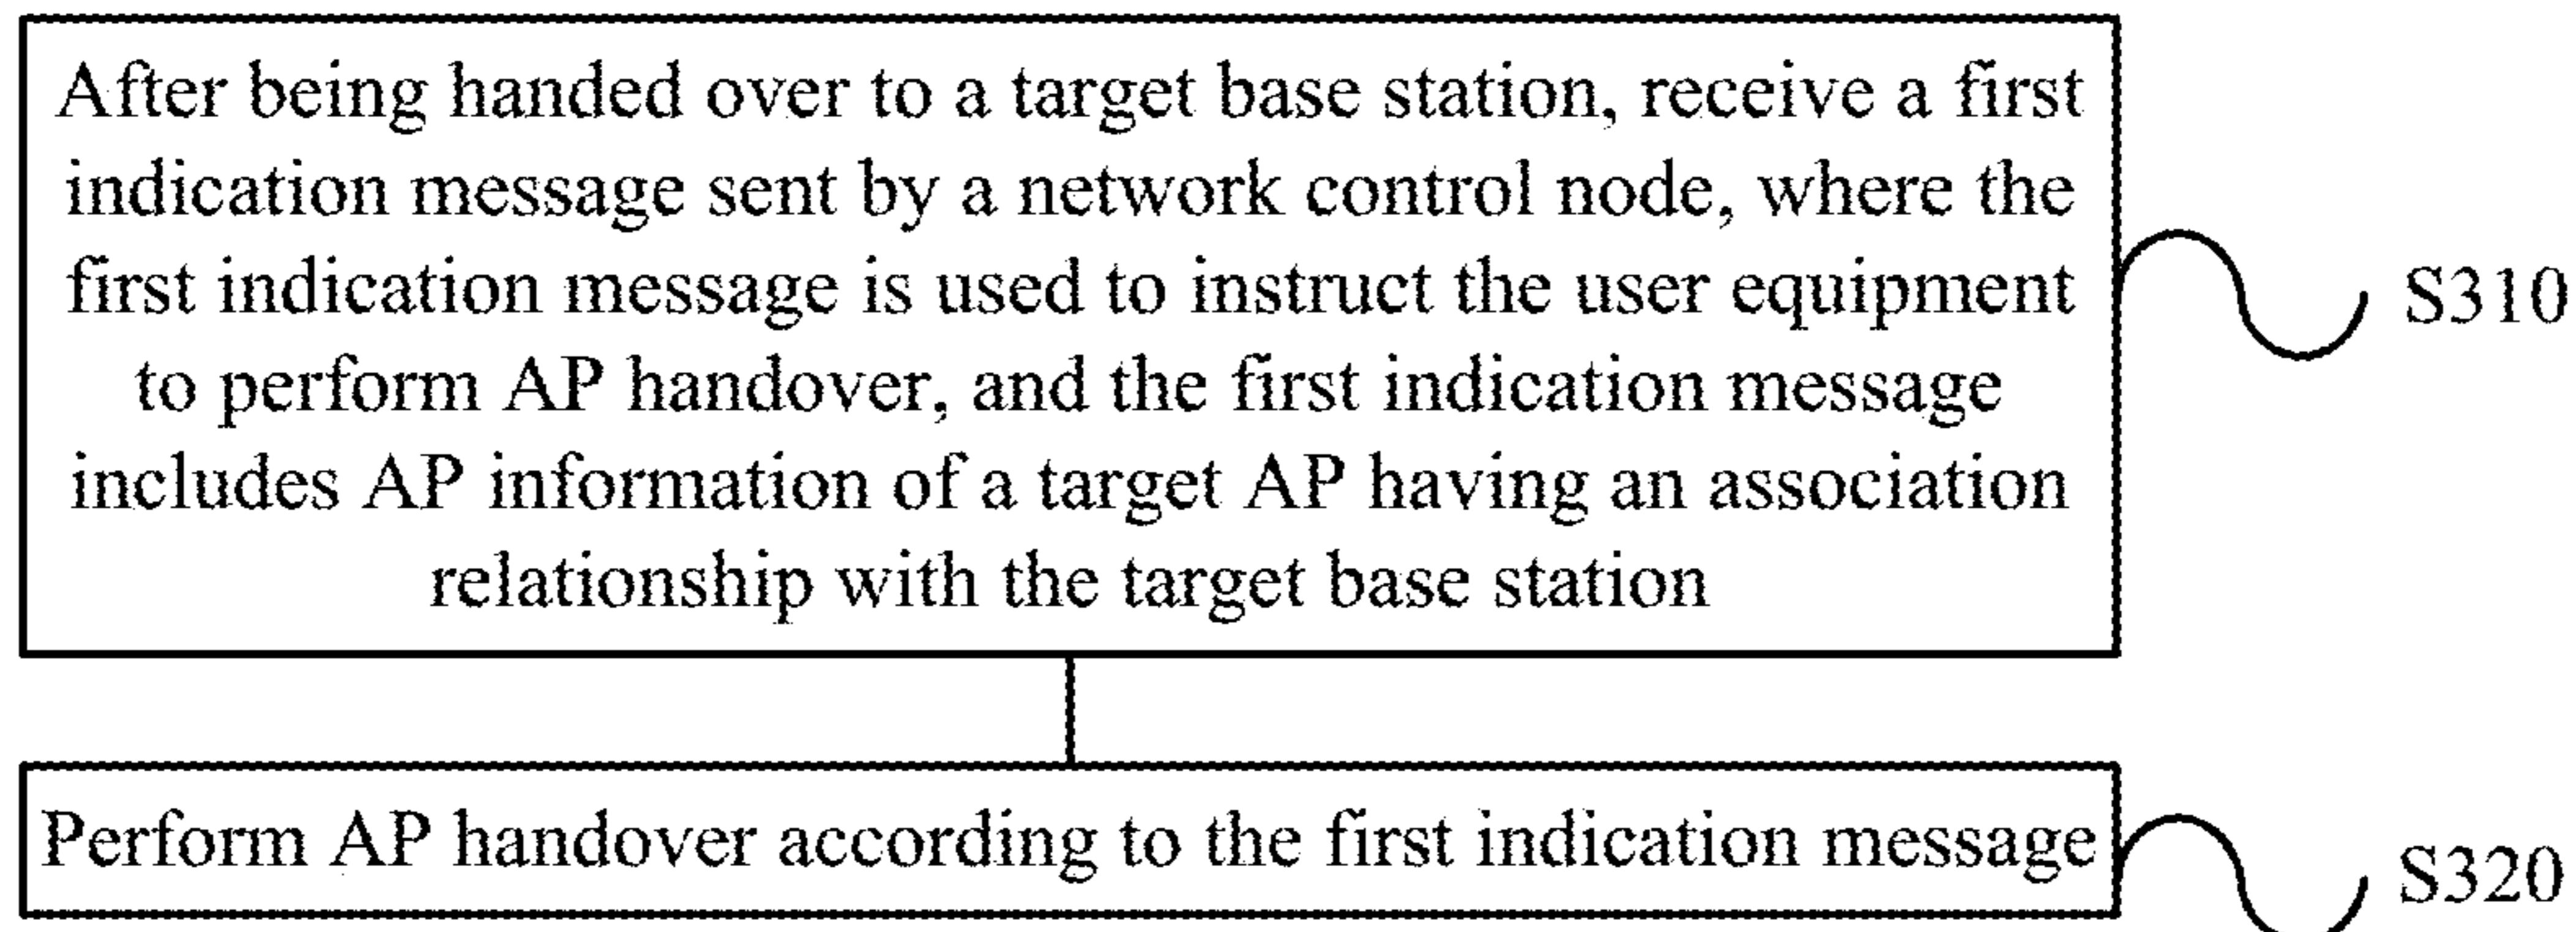 After being handed over to a target base station, receive a first
indication message sent by a network control node, where the
first indication message is used to instruct the user equipment
to perform AP handover, and the first indication message
includes AP information of a target AP having an association
relationship with the target base station
S310
Perform AP handover according to the first indication message
S320